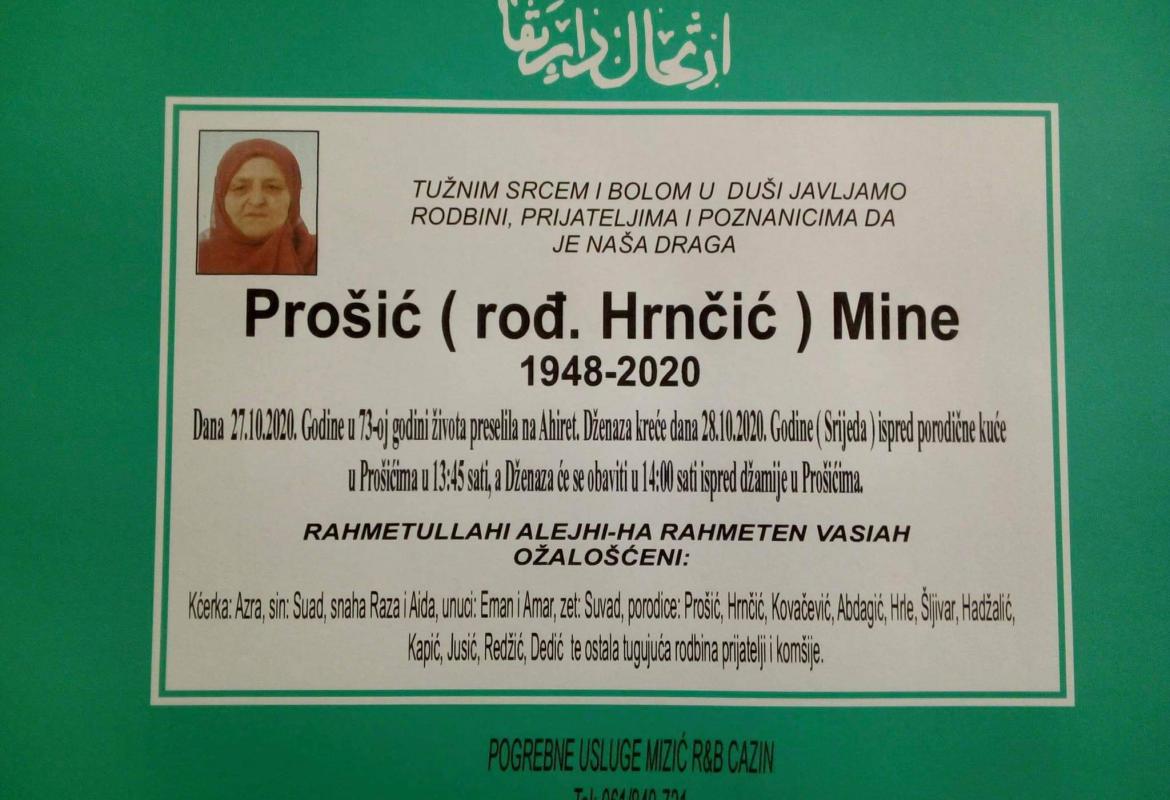 ارتحال دار بقا
TUŽNIM SRCEM I BOLOM U DUŠI JAVLJAMO
RODBINI, PRIJATELJIMA I POZNANICIMA DA
JE NAŠA DRAGA
Prošić ( rođ. Hrnčić ) Mine
1948-2020
Dana 27.10.2020. Godine u 73-oj godini života preselila na Ahiret. Dženaza kreće dana 28.10.2020. Godine ( Srijeda ) ispred porodične kuće
u Prošićima u 13:45 sati, a Dženaza će se obaviti u 14:00 sati ispred džamije u Prošićima.
RAHMETULLAHI ALEJHI-HA RAHMETEN VASIAH
OŽALOŠĆENI:
Kćerka: Azra, sin: Suad, snaha Raza i Aida, unuci: Eman i Amar, zet: Suvad, porodice: Prošić, Hrnčić, Kovačević, Abdagić, Hrle, Šljivar, Hadžalić,
Kapić, Jusić, Redžić, Dedić te ostala tugujuća rodbina prijatelji i komšije.
POGREBNE USLUGE MIZIĆ R&B CAZIN